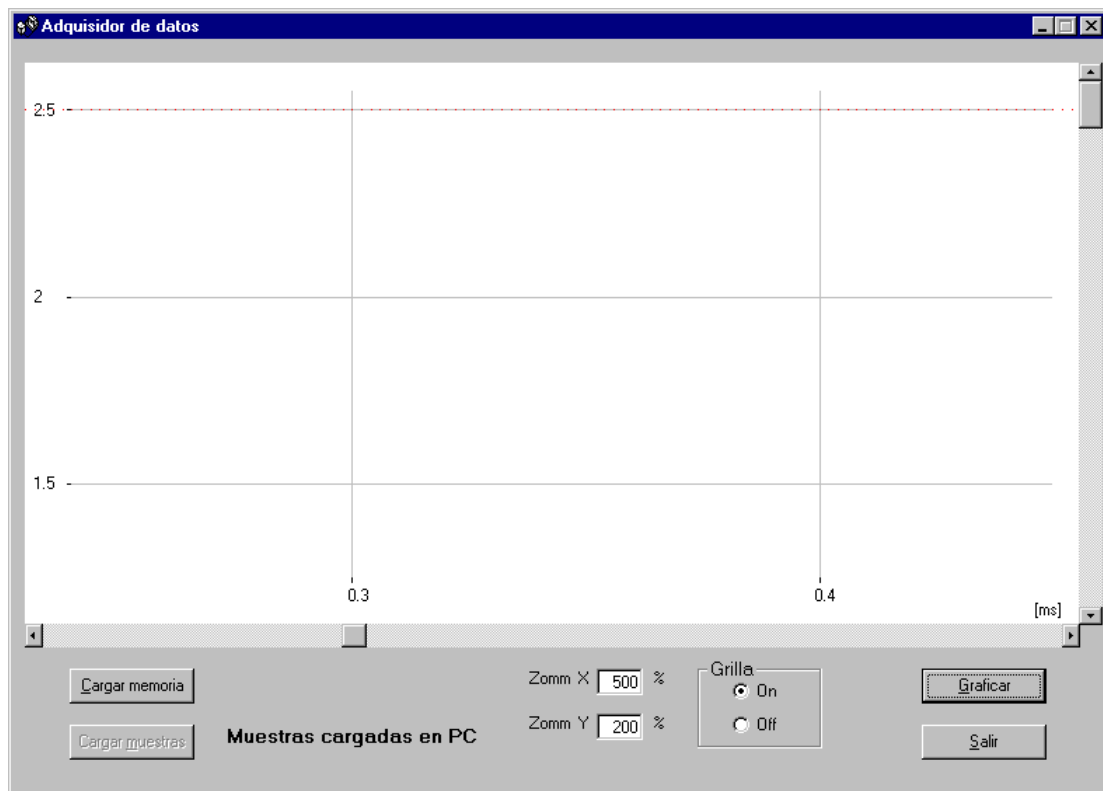 Adquisidor de datos
2.5
2
1.5
0.3
0.4
[ms]
Cargar memoria
Zomm X 500 %
Grilla
On
Graficar
Cargar muestras
Muestras cargadas en PC
Zomm Y 200 %
Off
Salir